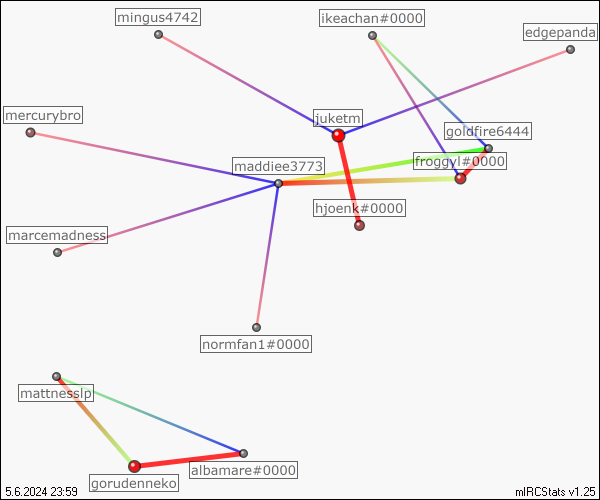 mingus4742
ikeachan#0000
edgepanda
mercurybro
juketm
goldfire6444
maddiee3773
froggyl#0000
hjoenk#0000
marcemadness
normfan1#0000
mattnesslp
albamare#0000
gorudenneko
5.6.2024 23:59
mIRCStats v1.25